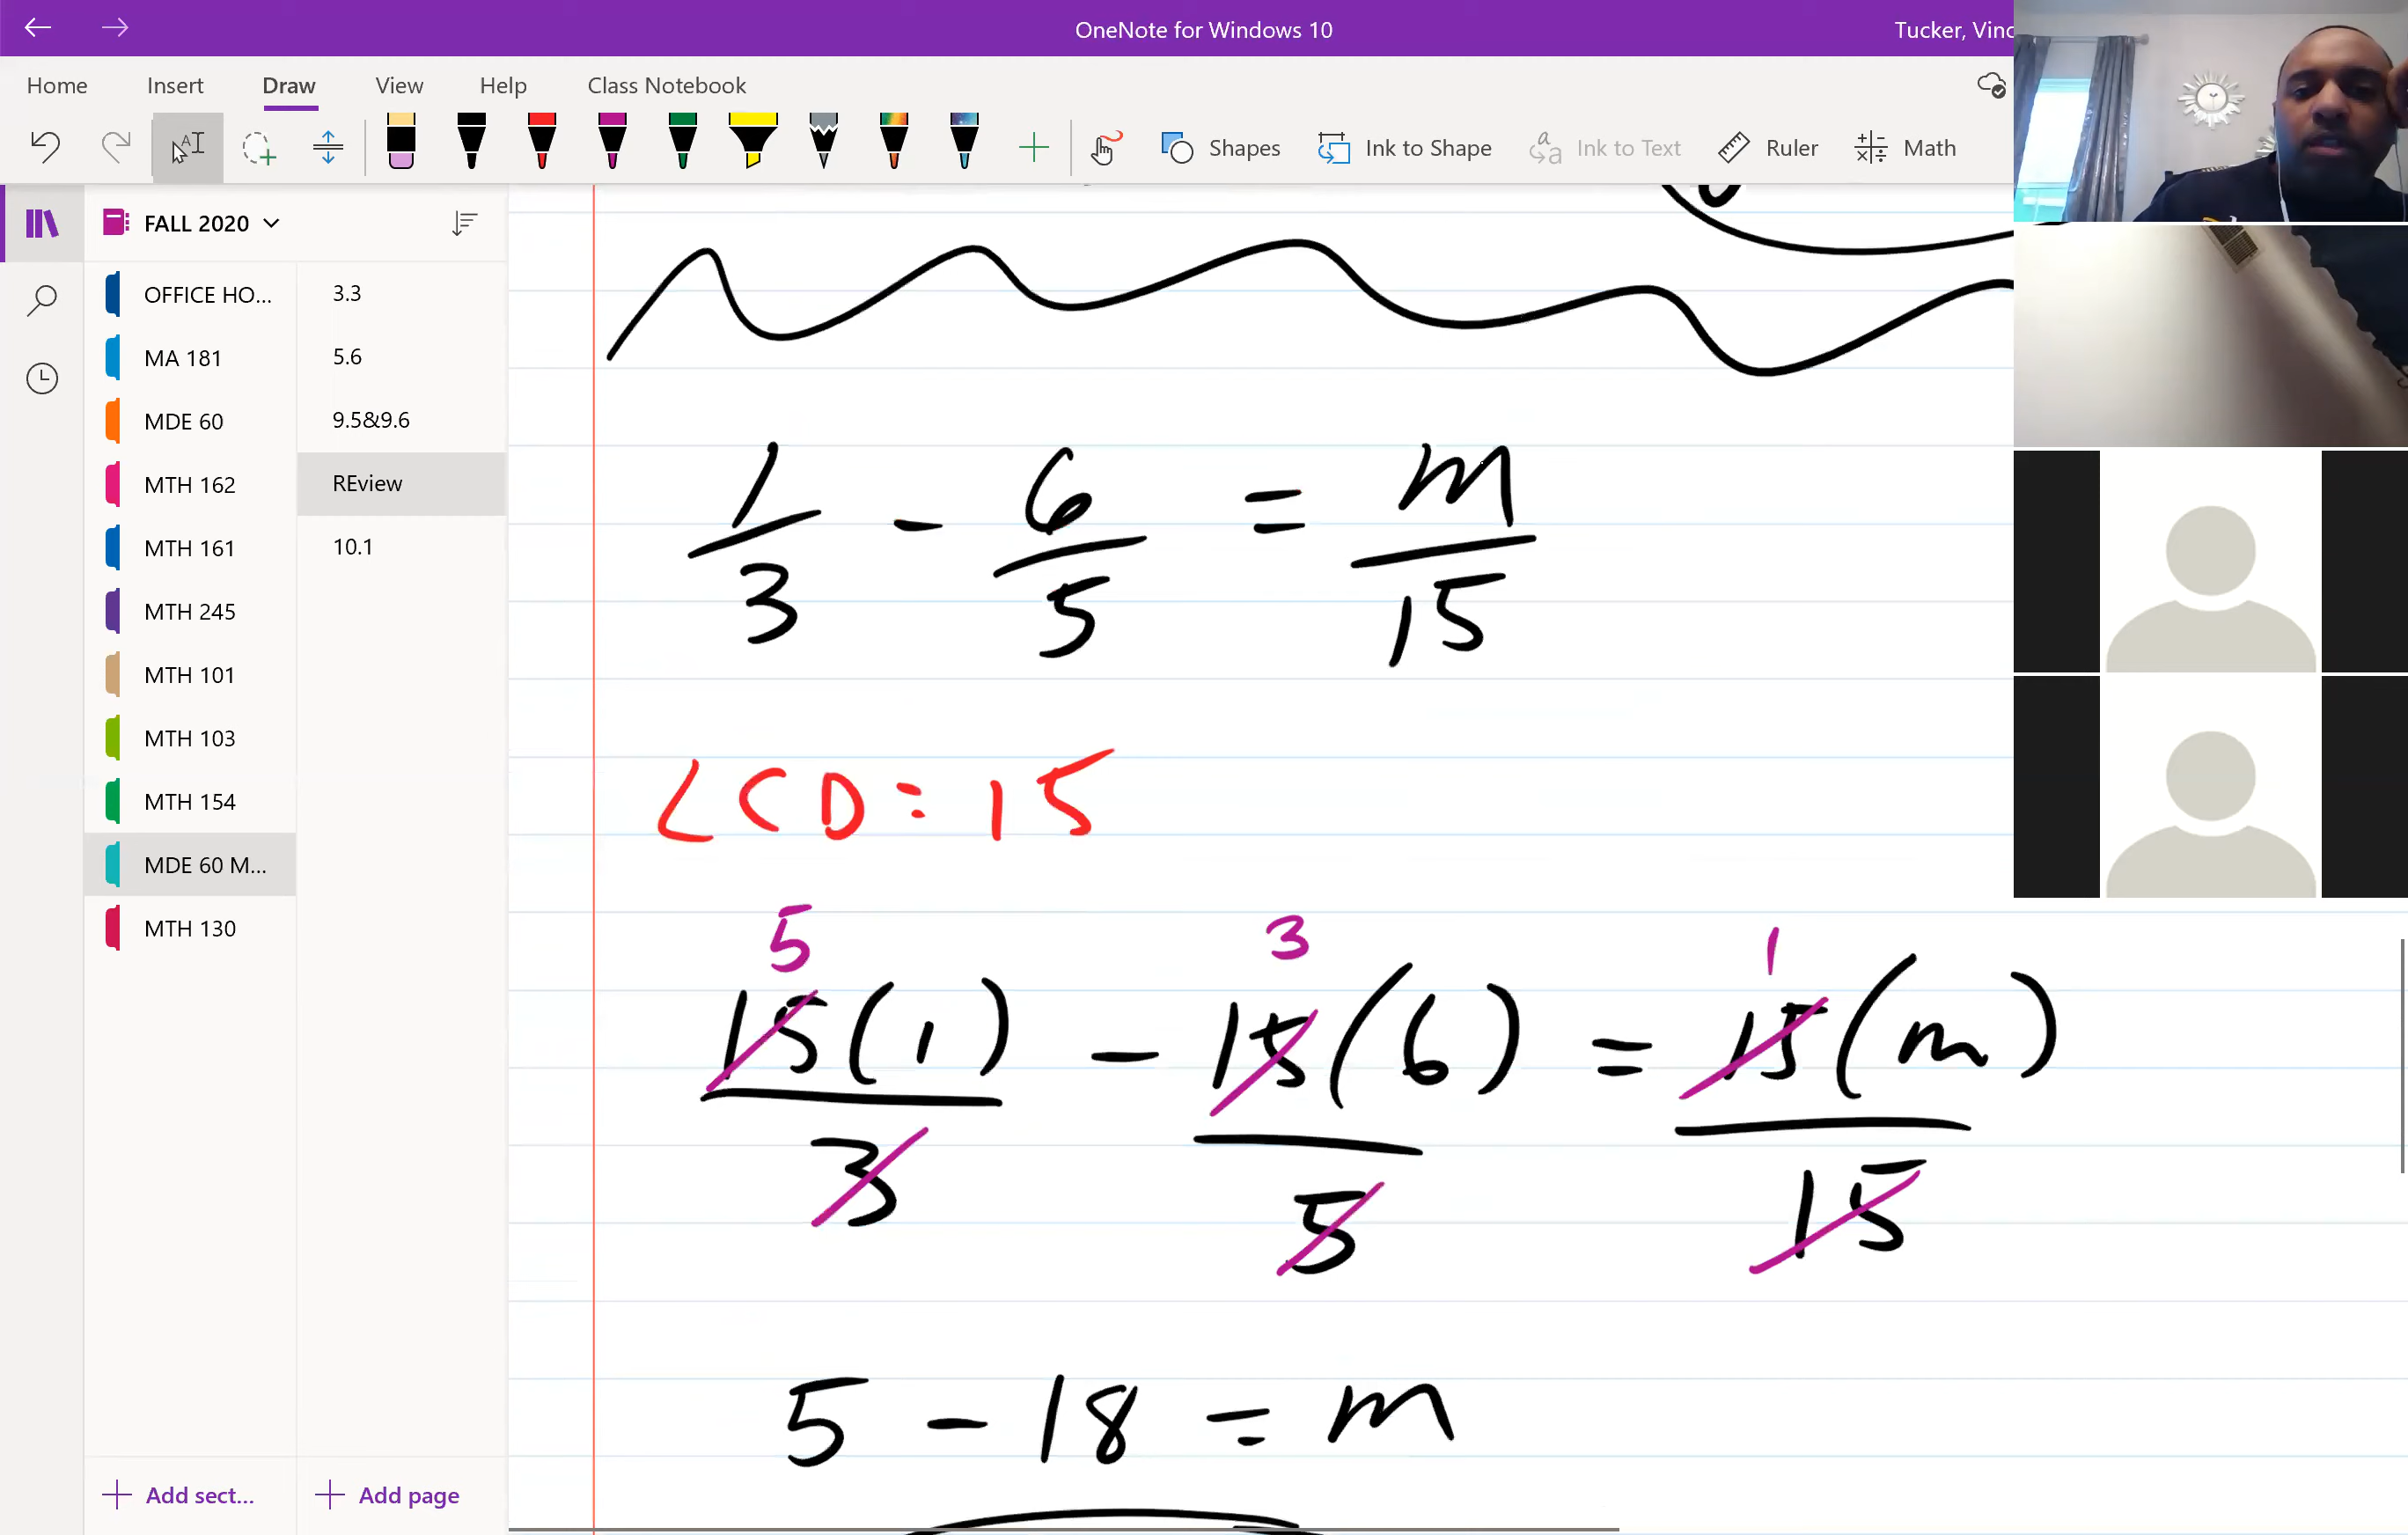 OneNote for Windows 10
Tucker, Vinc
Home Insert Draw View Help Class Notebook
Shapes Ink to Shape Ink to Text Ruler Math
FALL 2020
OFFICE HO...
MA 181
MDE 60
MTH 162
MTH 161
MTH 245
MTH 101
MTH 103
MTH 154
MDE 60 M...
MTH 130
Add sect...
3.3
5.6
9.5&9.6
REview
10.1
Add page
1/3 - 6/5 = m/15
LCD = 15
5 3 1
15(1)/3 - 15(6)/5 = 15(m)/15
5 - 18 = m